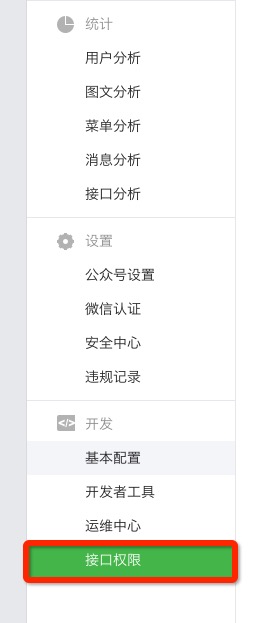 统计
用户分析
图文分析
菜单分析
消息分析
接口分析
设置
公众号设置
微信认证
安全中心
违规记录
</> 开发
基本配置
开发者工具
运维中心
接口权限